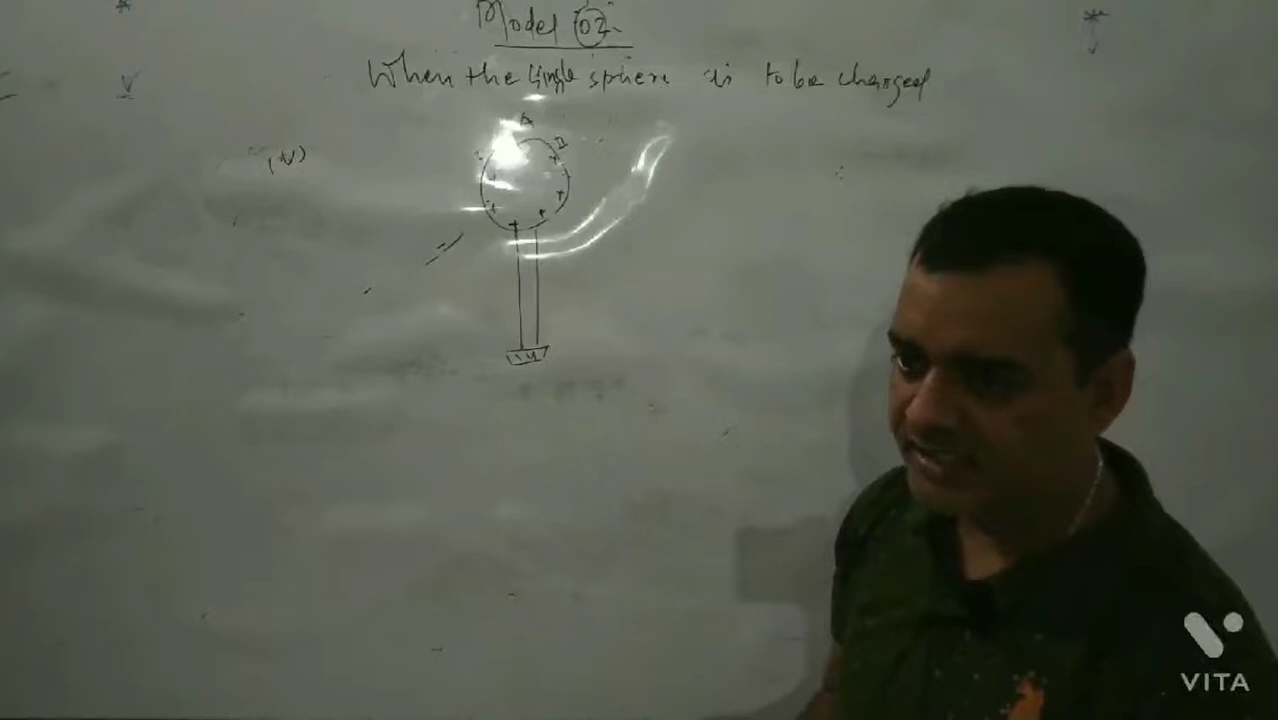 Model 02
When the single sphere is to be charged
A
(N)
VITA